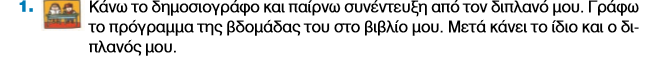 1. Κάνω το δημοσιογράφο και παίρνω συνέντευξη από τον διπλανό μου. Γράφω
το πρόγραμμα της βδομάδας του στο βιβλίο μου. Μετά κάνει το ίδιο και ο δι-
πλανός μου.